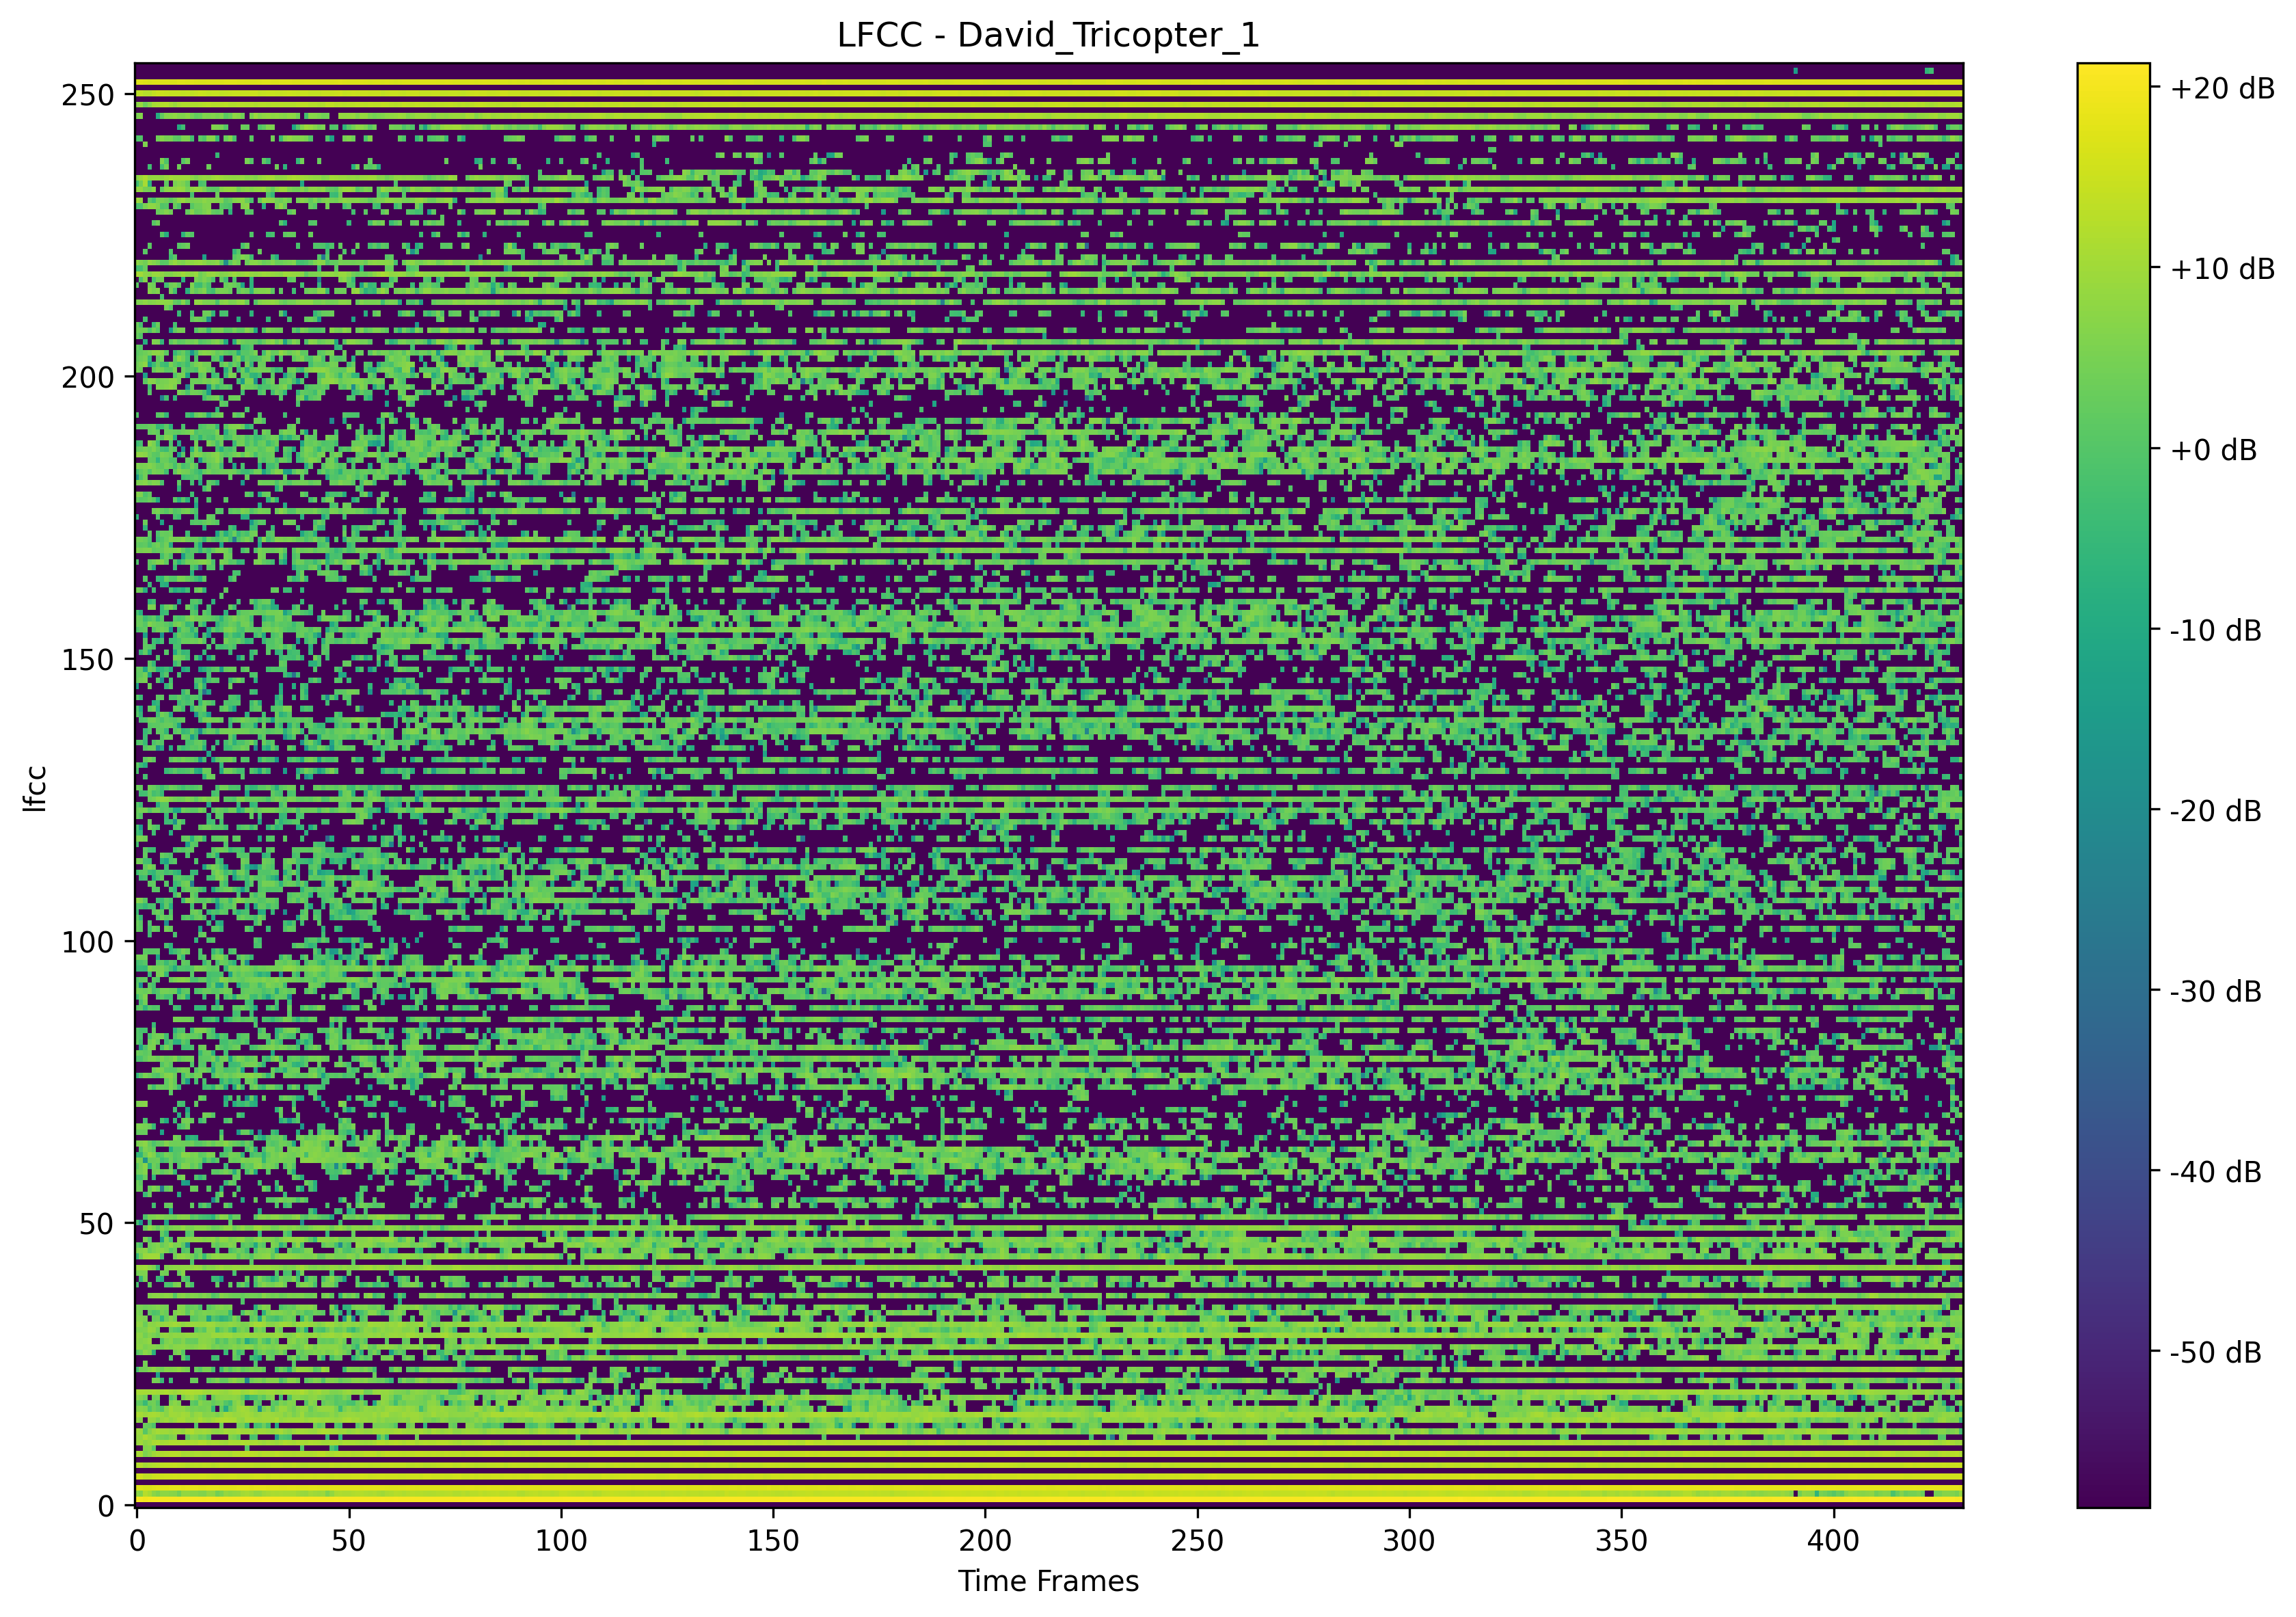 LFCC - David_Tricopter_1
250
200
150
100
50
0
lfcc
0 50 100 150 200 250 300 350 400
Time Frames
+20 dB
+10 dB
+0 dB
-10 dB
-20 dB
-30 dB
-40 dB
-50 dB